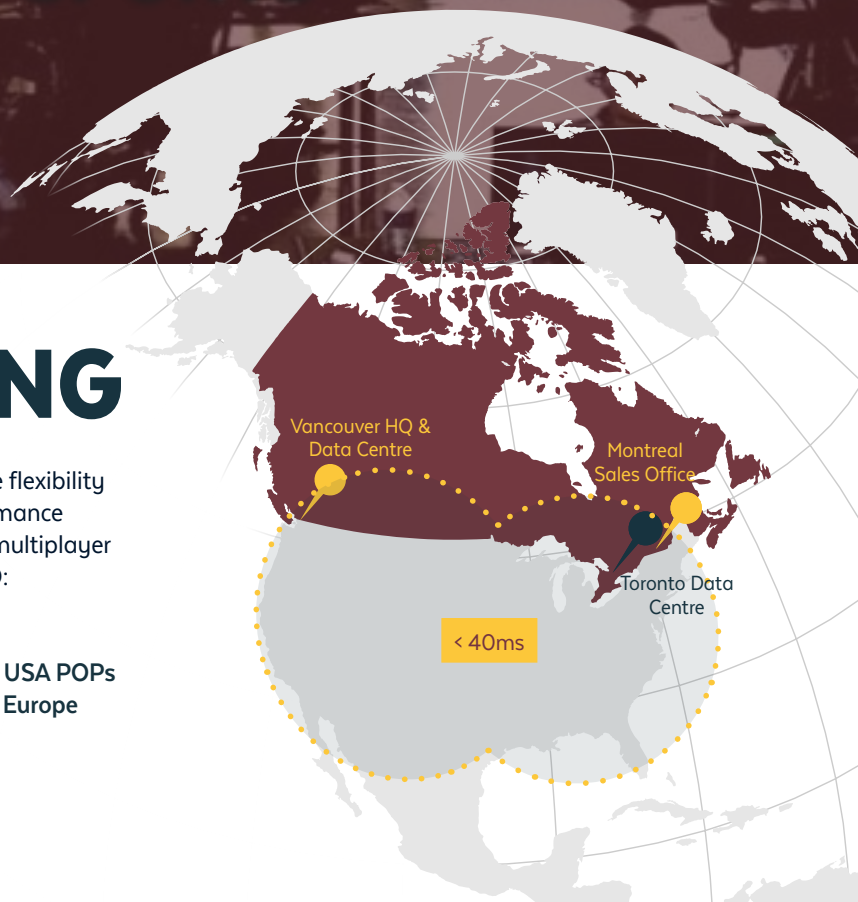 NG
flexibility
mance
multiplayer
:
USA POPs
Europe
Vancouver HQ &
Data Centre
Montreal
Sales Office
Toronto Data
Centre
< 40ms